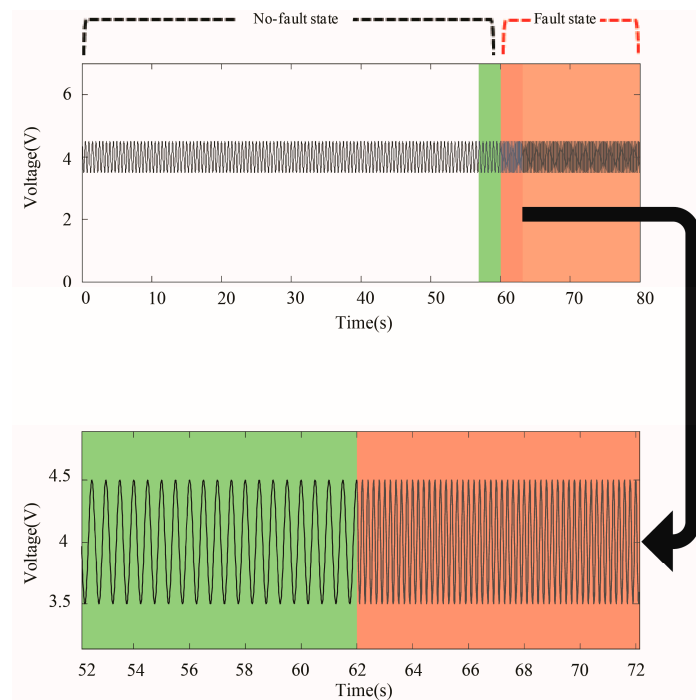 No-fault state
Fault state
6
4
2
0
Voltage(V)
0 10 20 30 40 50 60 70 80
Time(s)
4.5
4
3.5
Voltage(V)
52 54 56 58 60 62 62 64 66 68 70 72
Time(s)